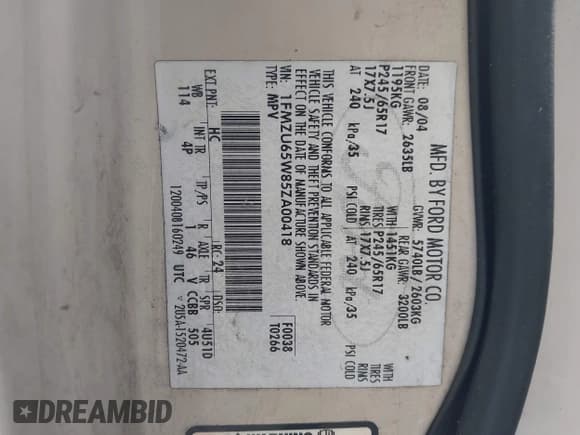 MFD. BY FORD MOTOR CO.
DATE: 08/04 GVWR: 5740LB/ 2603KG
FRONT GAWR: 2635LB REAR GAWR: 3200LB
1195KG WITH 1451KG WITH
P245/65R17 TIRES P245/65R17 TIRES
17X7.5J RIMS 17X7.5J RIMS
AT 240 kPa/35 PSI COLD AT 240 kPa/35 PSI COLD
THIS VEHICLE CONFORMS TO ALL APPLICABLE FEDERAL MOTOR
VEHICLE SAFETY AND THEFT PREVENTION STANDARDS IN
EFFECT ON THE DATE OF MANUFACTURE SHOWN ABOVE.
VIN: 1FMZU65W85ZA00418 F0038
TYPE: MPV T0266
EXT PNT: HC RC: 24 DSO:
WB INT TR TP/PS R AXLE TR SPR 4U51D
114 4P 1 46 V CCBB 505
120040B160249 UTC 2U5A-1520472-AA
DREAMBID